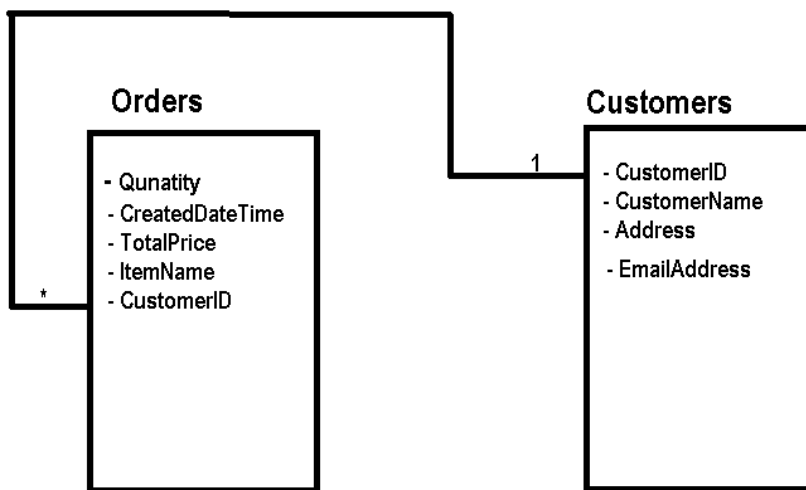 Orders
- Qunatity
- CreatedDateTime
- TotalPrice
- ItemName
- CustomerID
*
1
Customers
- CustomerID
- CustomerName
- Address
- EmailAddress